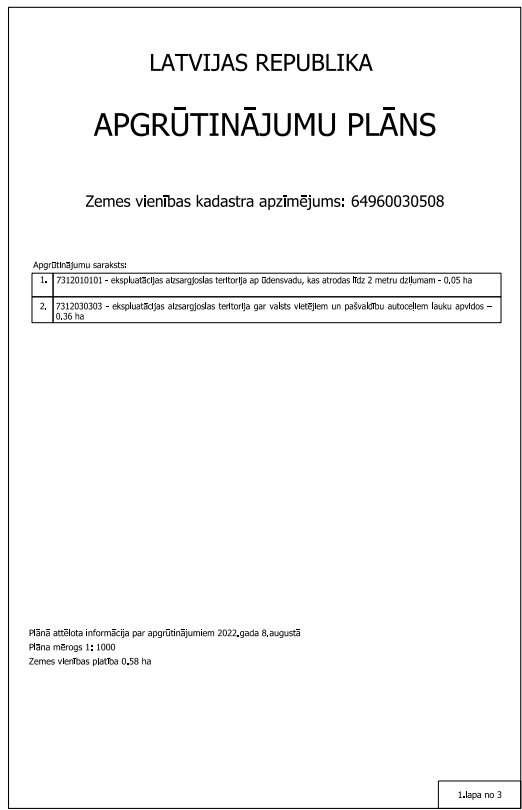 LATVIJAS REPUBLIKA
APGRŪTINĀJUMU PLĀNS
Zemes vienības kadastra apzīmējums: 64960030508
Apgrūtinājumu saraksts:
1. 7312010101 - ekspluatācijas aizsargjoslas teritorija ap ūdensvadu, kas atrodas līdz 2 metru dziļumam - 0.05 ha
2. 7312030303 - ekspluatācijas aizsargjoslas teritorija gar valsts vietējiem un pašvaldību autoceļiem lauku apvidos –
0.36 ha
Plānā attēlota informācija par apgrūtinājumiem 2022.gada 8.augustā
Plāna mērogs 1: 1000
Zemes vienības platība 0.58 ha
1.lapa no 3